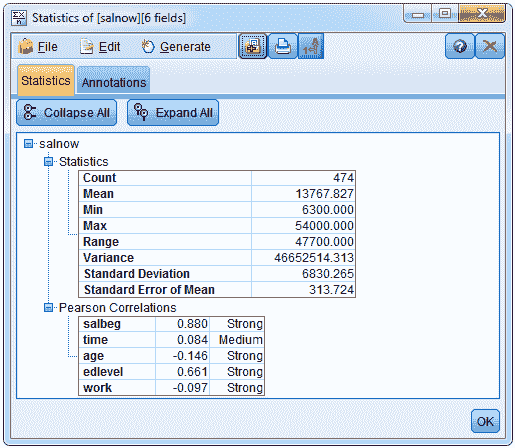 Statistics of [salnow][6 fields]
File Edit Generate
Statistics Annotations
Collapse All Expand All
salnow
Statistics
Count 474
Mean 13767.827
Min 6300.000
Max 54000.000
Range 47700.000
Variance 46652514.313
Standard Deviation 6830.265
Standard Error of Mean 313.724
Pearson Correlations
salbeg 0.880 Strong
time 0.084 Medium
age -0.146 Strong
edlevel 0.661 Strong
work -0.097 Strong
OK